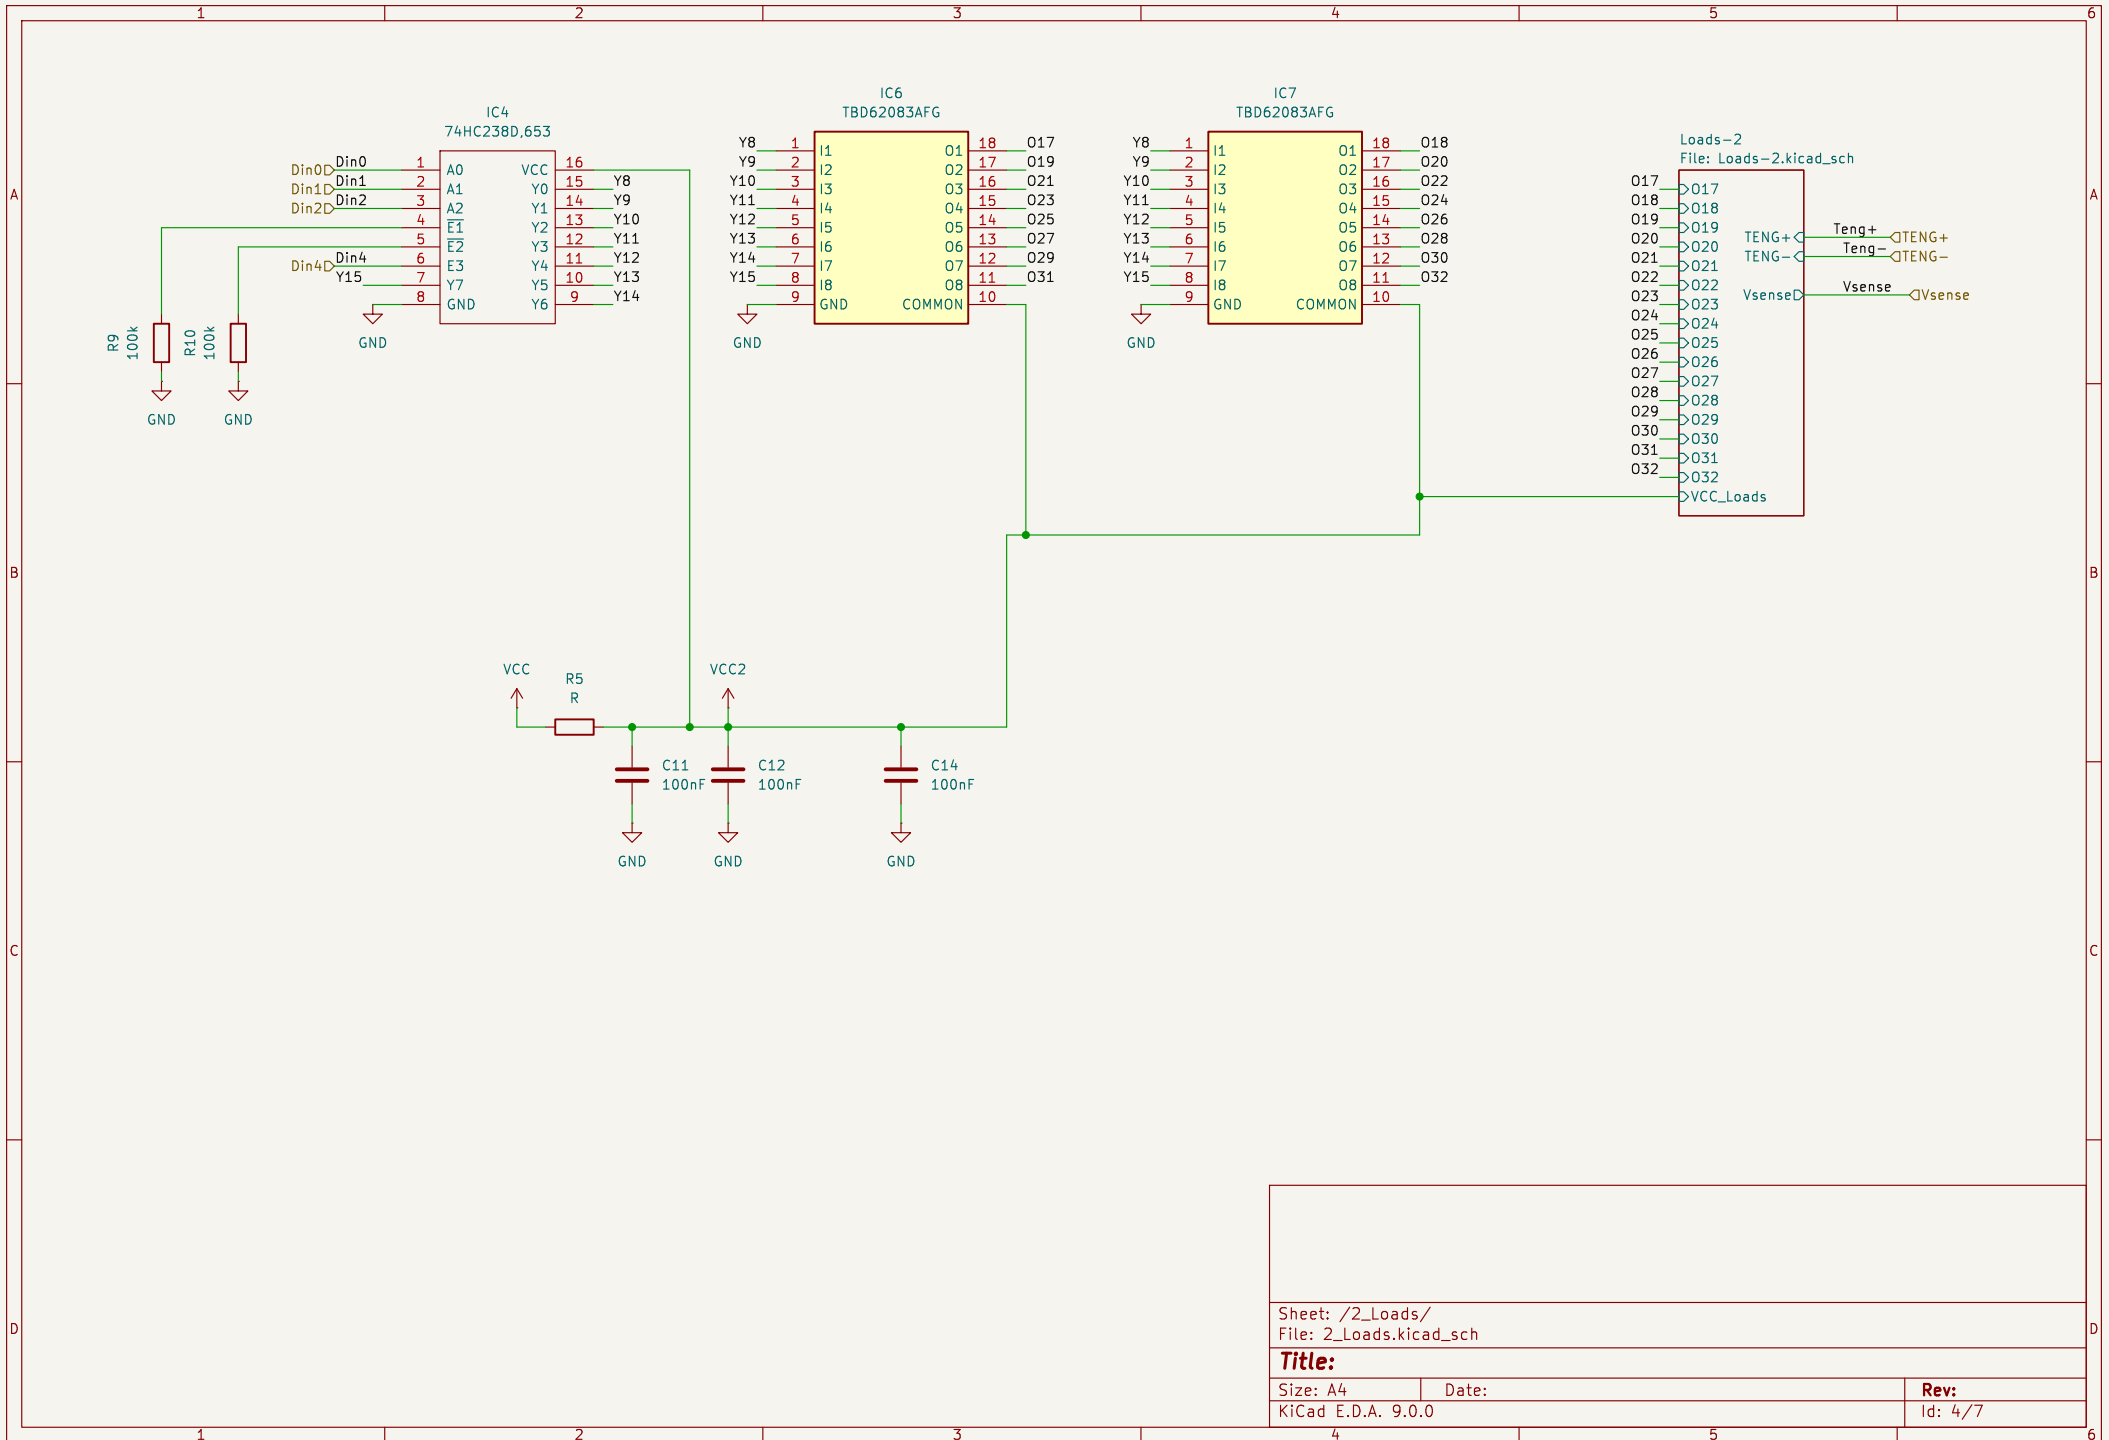 1 2 3 4 5 6
A
B
C
D
A
B
C
D
1 2 3 4 5 6
IC4
74HC238D,653
Din0 Din0 1 A0
Din1 Din1 2 A1
Din2 Din2 3 A2
4 E1
5 E2
Din4 Din4 6 E3
Y15 7 Y7
8 GND
GND
VCC 16
Y0 15 Y8
Y1 14 Y9
Y2 13 Y10
Y3 12 Y11
Y4 11 Y12
Y5 10 Y13
Y6 9 Y14
R9
100k
R10
100k
GND
GND
IC6
TBD62083AFG
Y8 1 I1 O1 18 O17
Y9 2 I2 O2 17 O19
Y10 3 I3 O3 16 O21
Y11 4 I4 O4 15 O23
Y12 5 I5 O5 14 O25
Y13 6 I6 O6 13 O27
Y14 7 I7 O7 12 O29
Y15 8 I8 O8 11 O31
9 GND COMMON 10
GND
IC7
TBD62083AFG
Y8 1 I1 O1 18 O18
Y9 2 I2 O2 17 O20
Y10 3 I3 O3 16 O22
Y11 4 I4 O4 15 O24
Y12 5 I5 O5 14 O26
Y13 6 I6 O6 13 O28
Y14 7 I7 O7 12 O30
Y15 8 I8 O8 11 O32
9 GND COMMON 10
GND
Loads-2
File: Loads-2.kicad_sch
O17 O17
O18 O18
O19 O19
O20 O20
O21 O21
O22 O22
O23 O23
O24 O24
O25 O25
O26 O26
O27 O27
O28 O28
O29 O29
O30 O30
O31 O31
O32 O32
VCC_Loads
TENG+ Teng+ TENG+
TENG- Teng- TENG-
Vsense Vsense Vsense
VCC
R5
R
VCC2
C11
100nF
C12
100nF
C14
100nF
GND
GND
GND
Sheet: /2_Loads/
File: 2_Loads.kicad_sch
Title:
Size: A4 Date: Rev:
KiCad E.D.A. 9.0.0 Id: 4/7